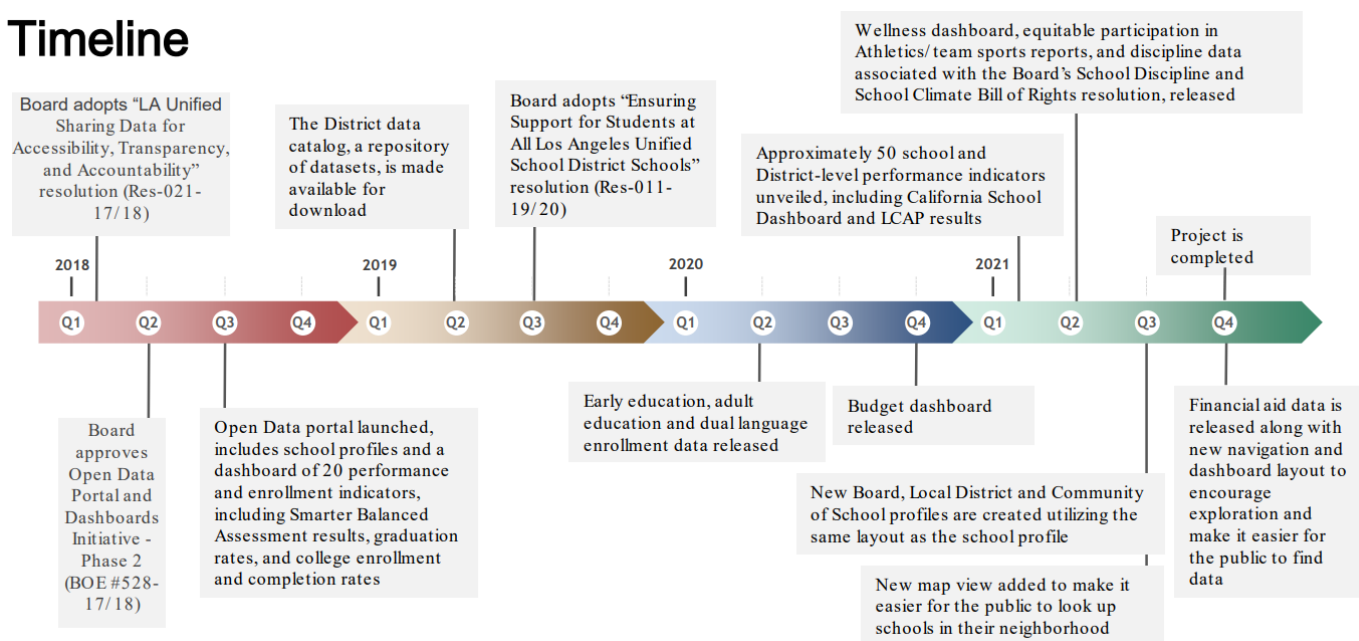 Timeline
Board adopts “LA Unified
Sharing Data for
Accessibility, Transparency,
and Accountability”
resolution (Res-021-
17/18)
The District data
catalog, a repository
of datasets, is made
available for
download
Board adopts “Ensuring
Support for Students at
All Los Angeles Unified
School District Schools”
resolution (Res-011-
19/20)
Wellness dashboard, equitable participation in
Athletics/ team sports reports, and discipline data
associated with the Board’s School Discipline and
School Climate Bill of Rights resolution, released
Approximately 50 school and
District-level performance indicators
unveiled, including California School
Dashboard and LCAP results
Project is
completed
2018
2019
2020
2021
Q1 Q2 Q3 Q4 Q1 Q2 Q3 Q4 Q1 Q2 Q3 Q4 Q1 Q2 Q3 Q4
Board
approves
Open Data
Portal and
Dashboards
Initiative -
Phase 2
(BOE #528-
17/18)
Open Data portal launched,
includes school profiles and a
dashboard of 20 performance
and enrollment indicators,
including Smarter Balanced
Assessment results, graduation
rates, and college enrollment
and completion rates
Early education, adult
education and dual language
enrollment data released
Budget dashboard
released
New Board, Local District and Community
of School profiles are created utilizing the
same layout as the school profile
New map view added to make it
easier for the public to look up
schools in their neighborhood
Financial aid data is
released along with
new navigation and
dashboard layout to
encourage
exploration and
make it easier for
the public to find
data